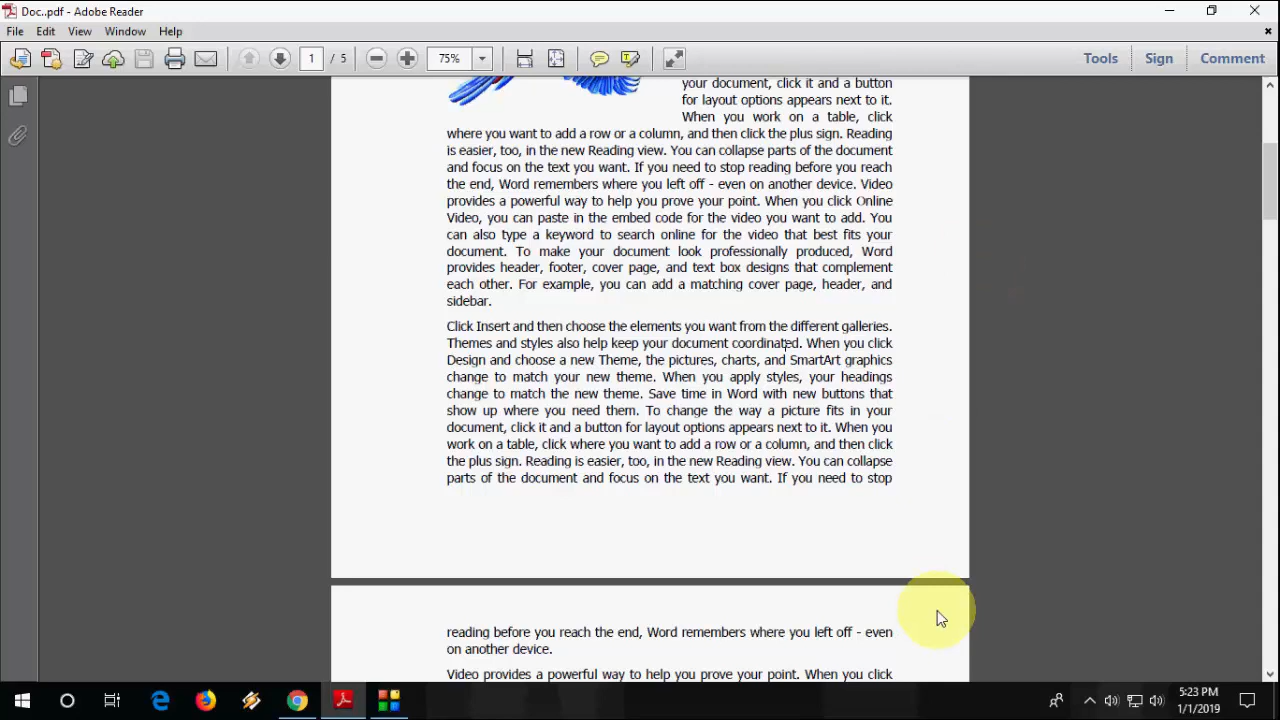 Doc..pdf - Adobe Reader
File Edit View Window Help
1 / 5 75% Tools Sign Comment
your document, click it and a button
for layout options appears next to it.
When you work on a table, click
where you want to add a row or a column, and then click the plus sign. Reading
is easier, too, in the new Reading view. You can collapse parts of the document
and focus on the text you want. If you need to stop reading before you reach
the end, Word remembers where you left off - even on another device. Video
provides a powerful way to help you prove your point. When you click Online
Video, you can paste in the embed code for the video you want to add. You
can also type a keyword to search online for the video that best fits your
document. To make your document look professionally produced, Word
provides header, footer, cover page, and text box designs that complement
each other. For example, you can add a matching cover page, header, and
sidebar.
Click Insert and then choose the elements you want from the different galleries.
Themes and styles also help keep your document coordinated. When you click
Design and choose a new Theme, the pictures, charts, and SmartArt graphics
change to match your new theme. When you apply styles, your headings
change to match the new theme. Save time in Word with new buttons that
show up where you need them. To change the way a picture fits in your
document, click it and a button for layout options appears next to it. When you
work on a table, click where you want to add a row or a column, and then click
the plus sign. Reading is easier, too, in the new Reading view. You can collapse
parts of the document and focus on the text you want. If you need to stop
reading before you reach the end, Word remembers where you left off - even
on another device.
Video provides a powerful way to help you prove your point. When you click
5:23 PM
1/1/2019